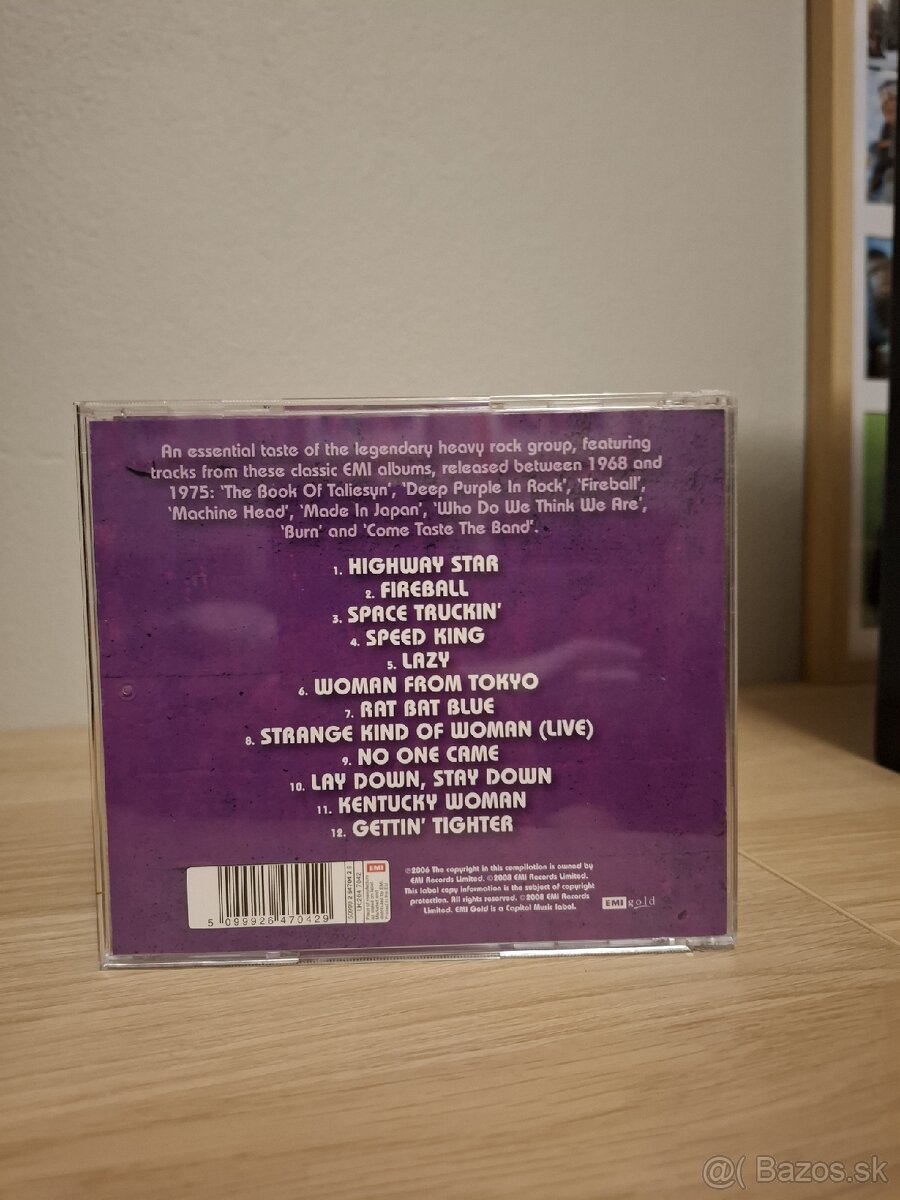 An essential taste of the legendary heavy rock group, featuring
tracks from these classic EMI albums, released between 1968 and
1975: 'The Book Of Taliesyn', 'Deep Purple In Rock', 'Fireball',
'Machine Head', 'Made In Japan', 'Who Do We Think We Are',
'Burn' and 'Come Taste The Band'.
1. HIGHWAY STAR
2. FIREBALL
3. SPACE TRUCKIN'
4. SPEED KING
5. LAZY
6. WOMAN FROM TOKYO
7. RAT BAT BLUE
8. STRANGE KIND OF WOMAN (LIVE)
9. NO ONE CAME
10. LAY DOWN, STAY DOWN
11. KENTUCKY WOMAN
12. GETTIN' TIGHTER
5 099926 470429
EMI
℗2006 The copyright in this compilation is owned by
EMI Records Limited. ©2008 EMI Records Limited.
This label copy information is the subject of copyright
protection. All rights reserved. ©2008 EMI Records
Limited. EMI Gold is a Capitol Music label.
EMI gold
@( Bazos.sk